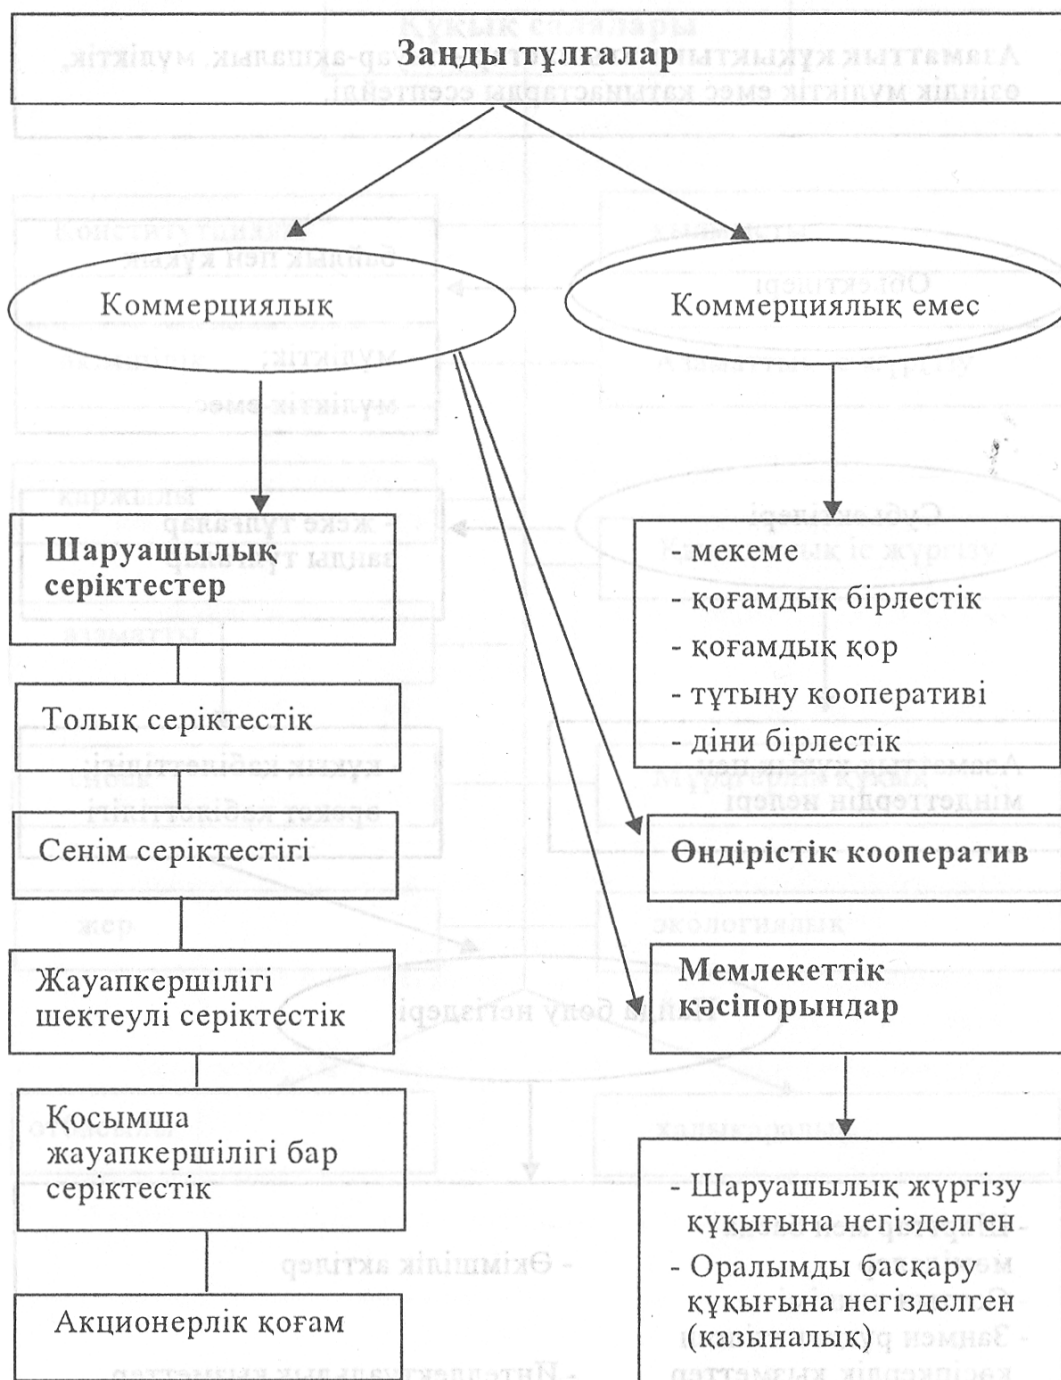 Заңды тұлғалар
Коммерциялық
Коммерциялық емес
Шаруашылық
серіктестер
Толық серіктестік
Сенім серіктестігі
Жауапкершілігі
шектеулі серіктестік
Қосымша
жауапкершілігі бар
серіктестік
Акционерлік қоғам
- мекеме
- қоғамдық бірлестік
- қоғамдық қор
- тұтыну кооперативі
- діни бірлестік
Өндірістік кооператив
Мемлекеттік
кәсіпорындар
- Шаруашылық жүргізу
құқығына негізделген
- Оралымды басқару
құқығына негізделген
(қазыналық)